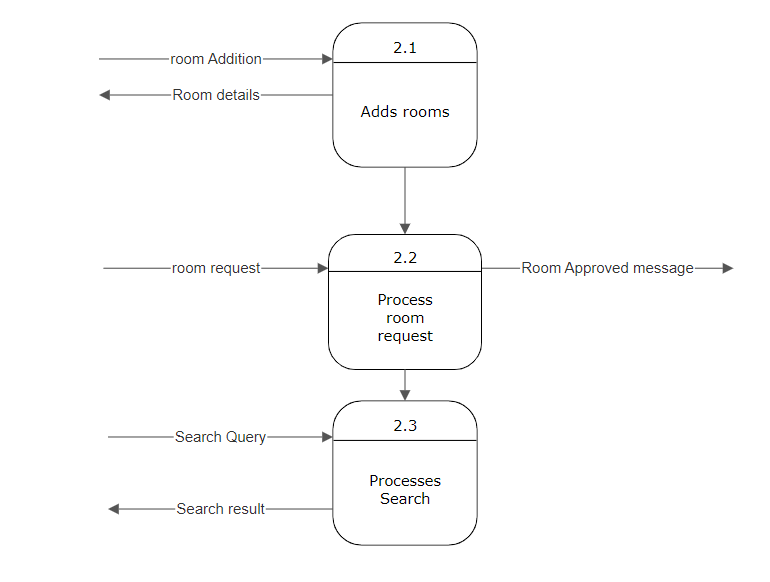 2.1
room Addition
Room details
Adds rooms
2.2
room request
Room Approved message
Process
room
request
2.3
Search Query
Processes
Search
Search result